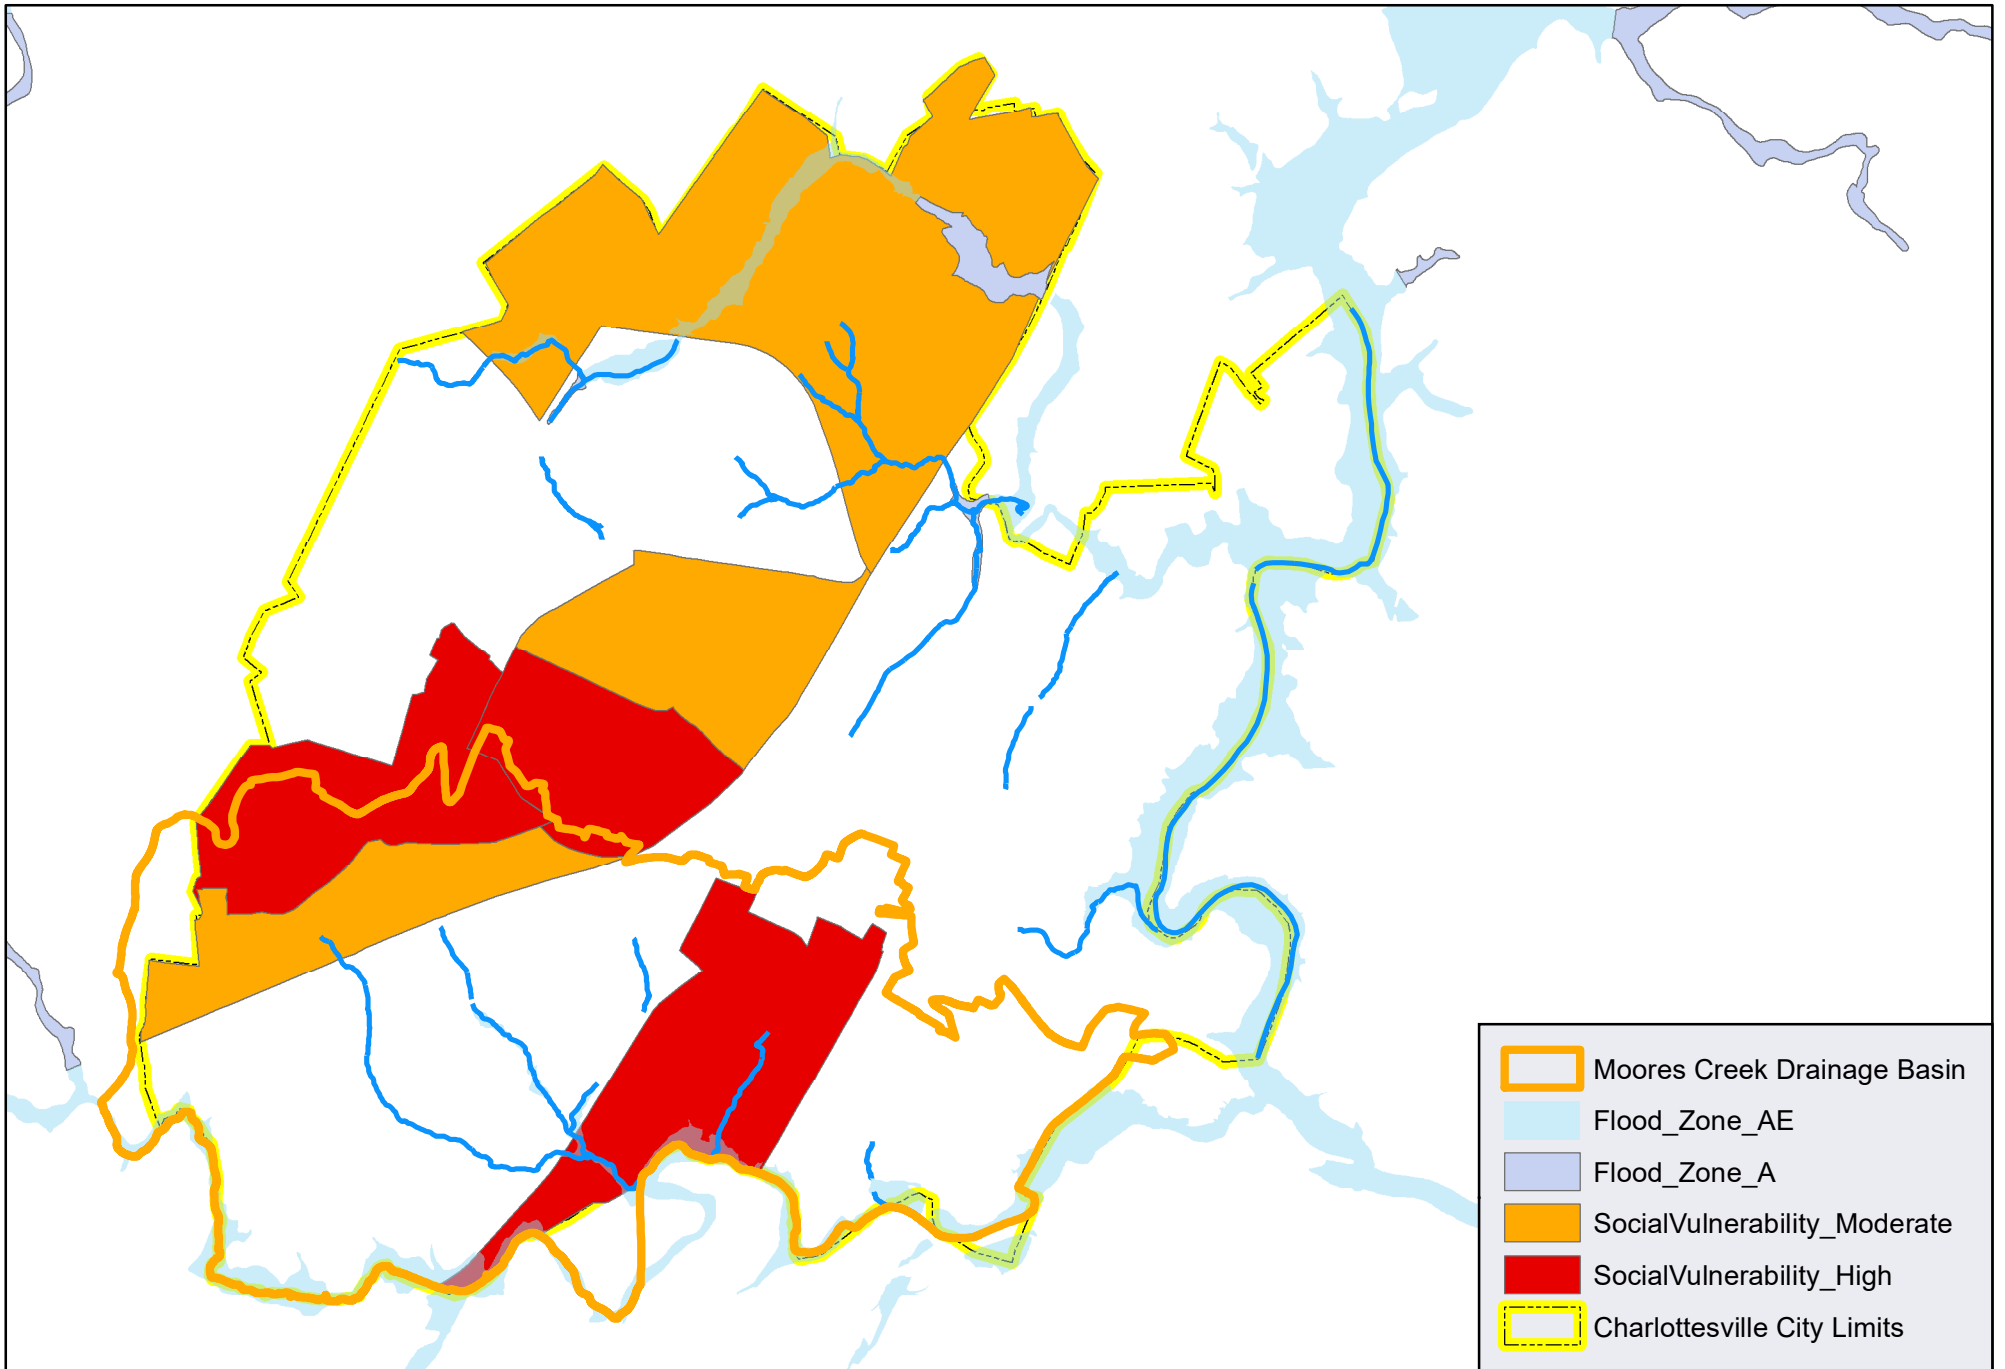 Moores Creek Drainage Basin
Flood_Zone_AE
Flood_Zone_A
SocialVulnerability_Moderate
SocialVulnerability_High
Charlottesville City Limits